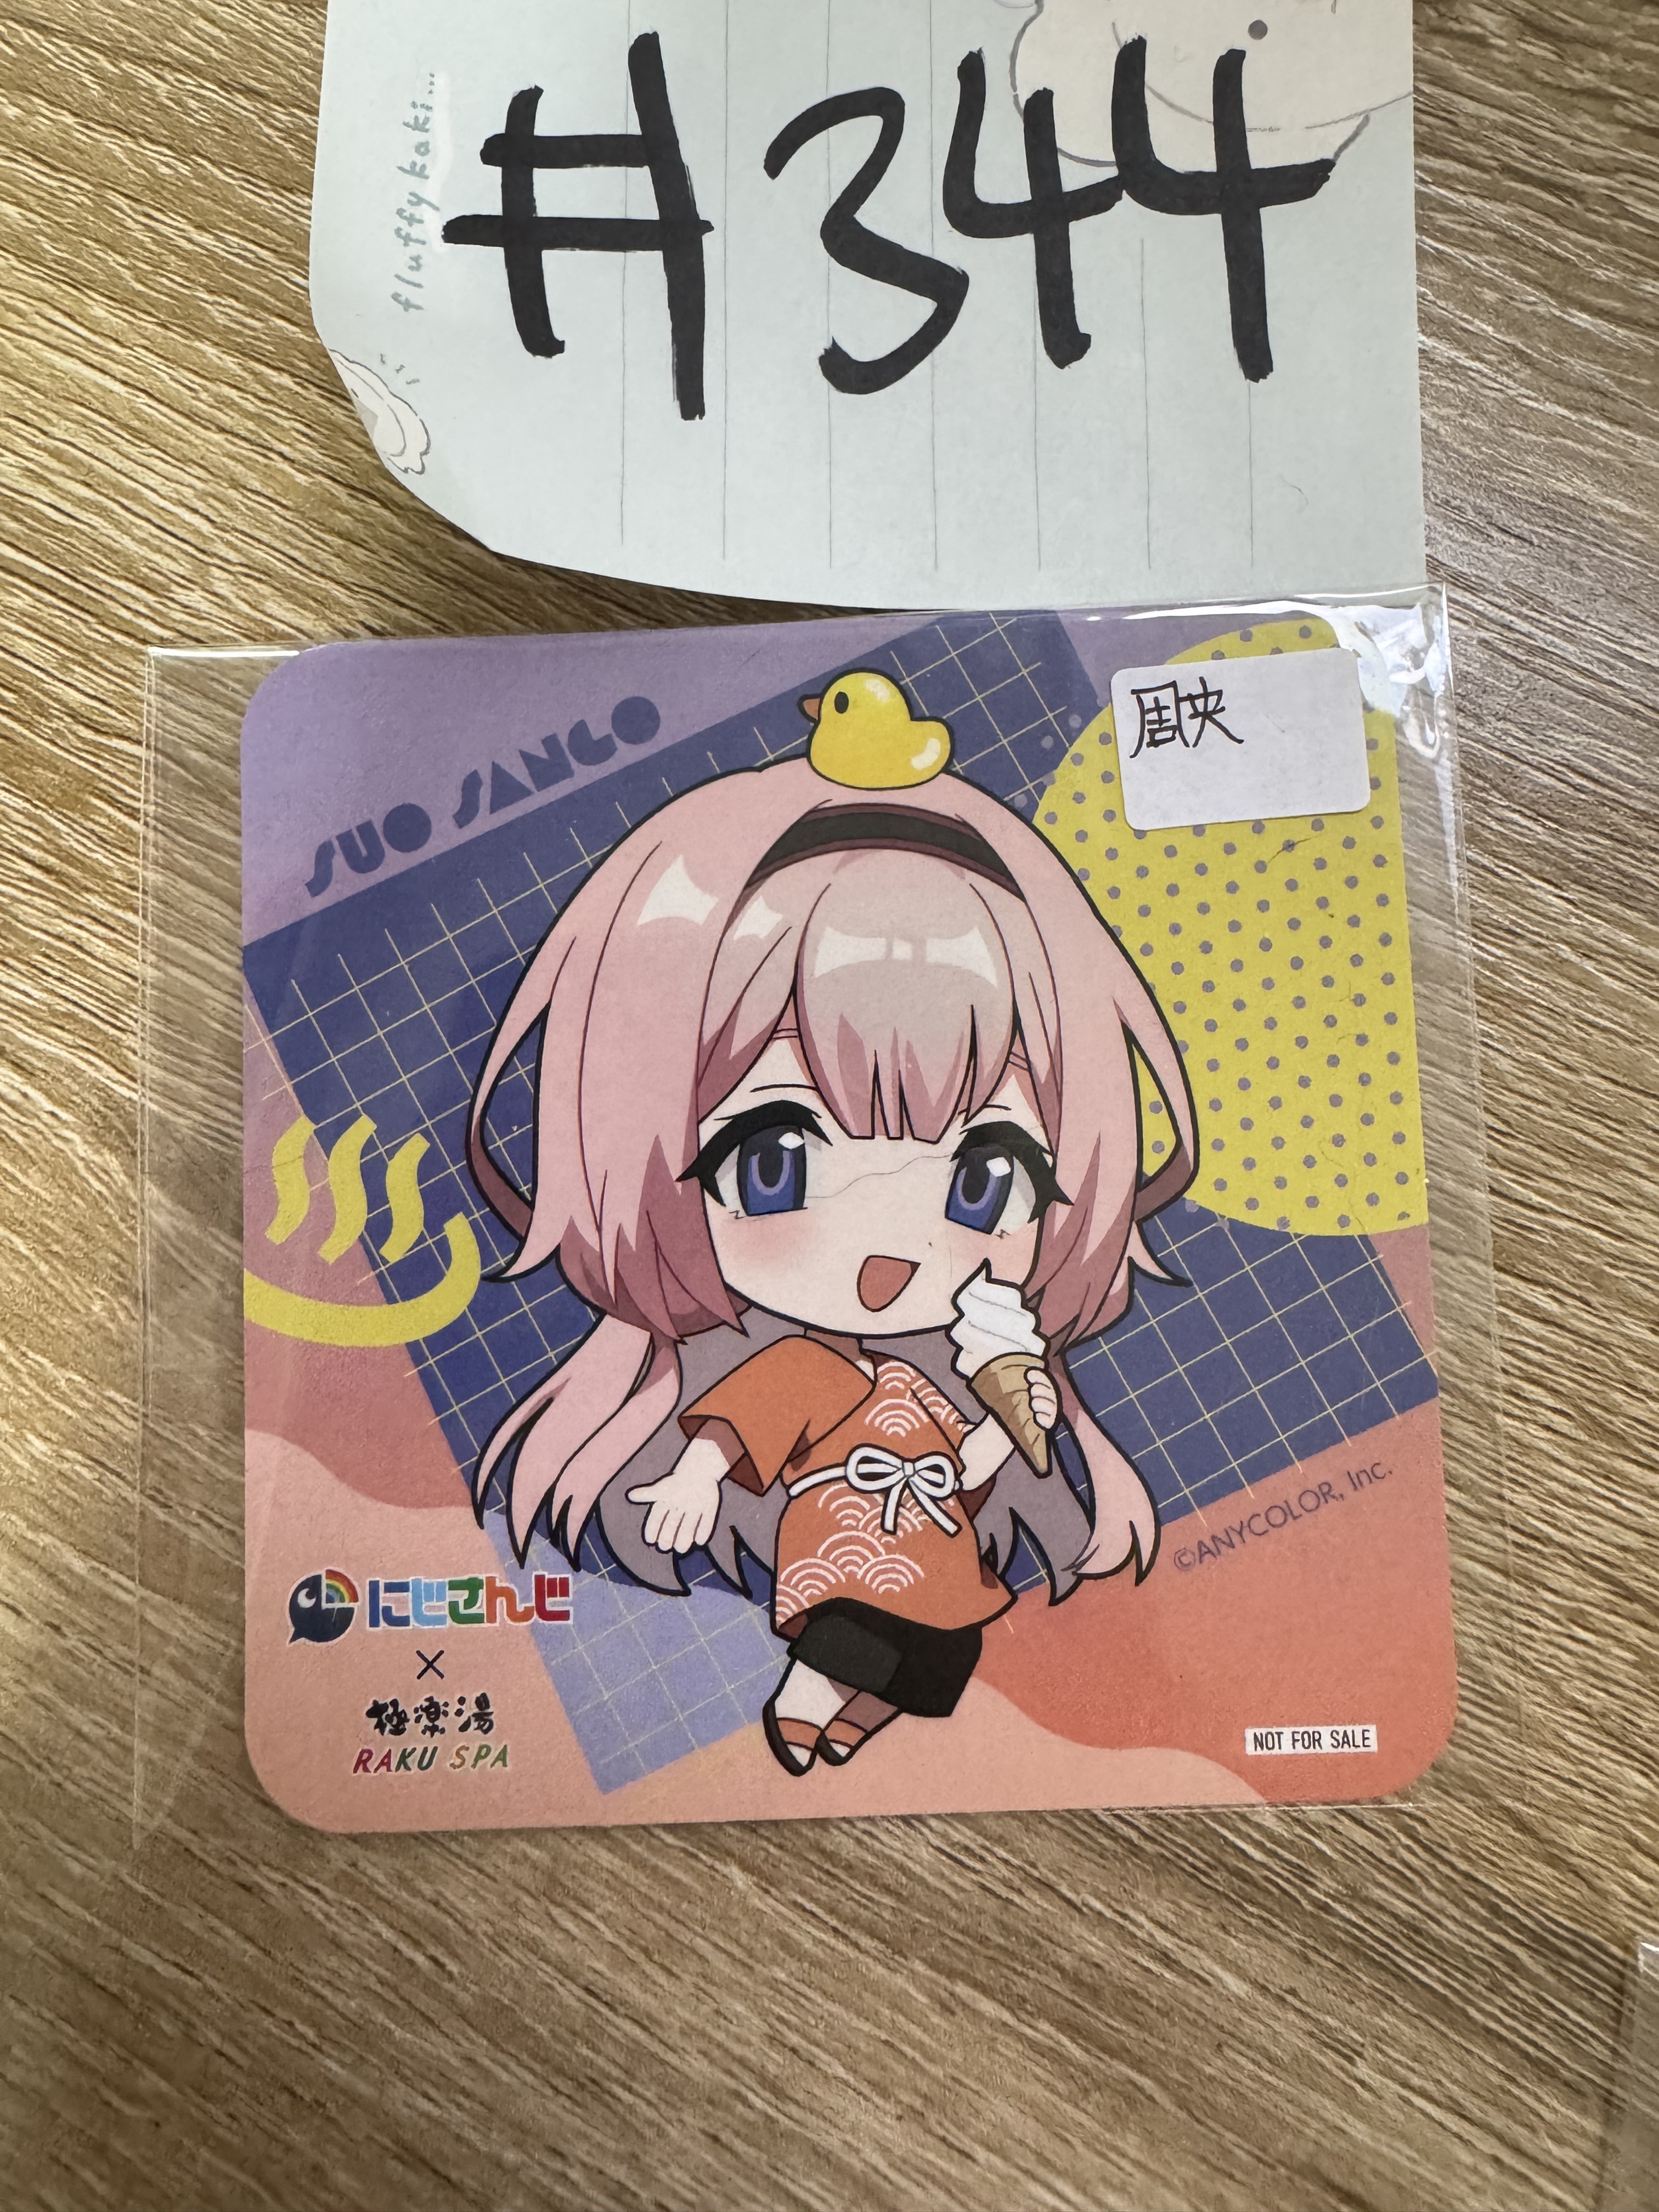 fluffy kaki...
#344
SUO SANGO
周央
©ANYCOLOR, Inc.
にじさんじ
×
極楽湯
RAKU SPA
NOT FOR SALE